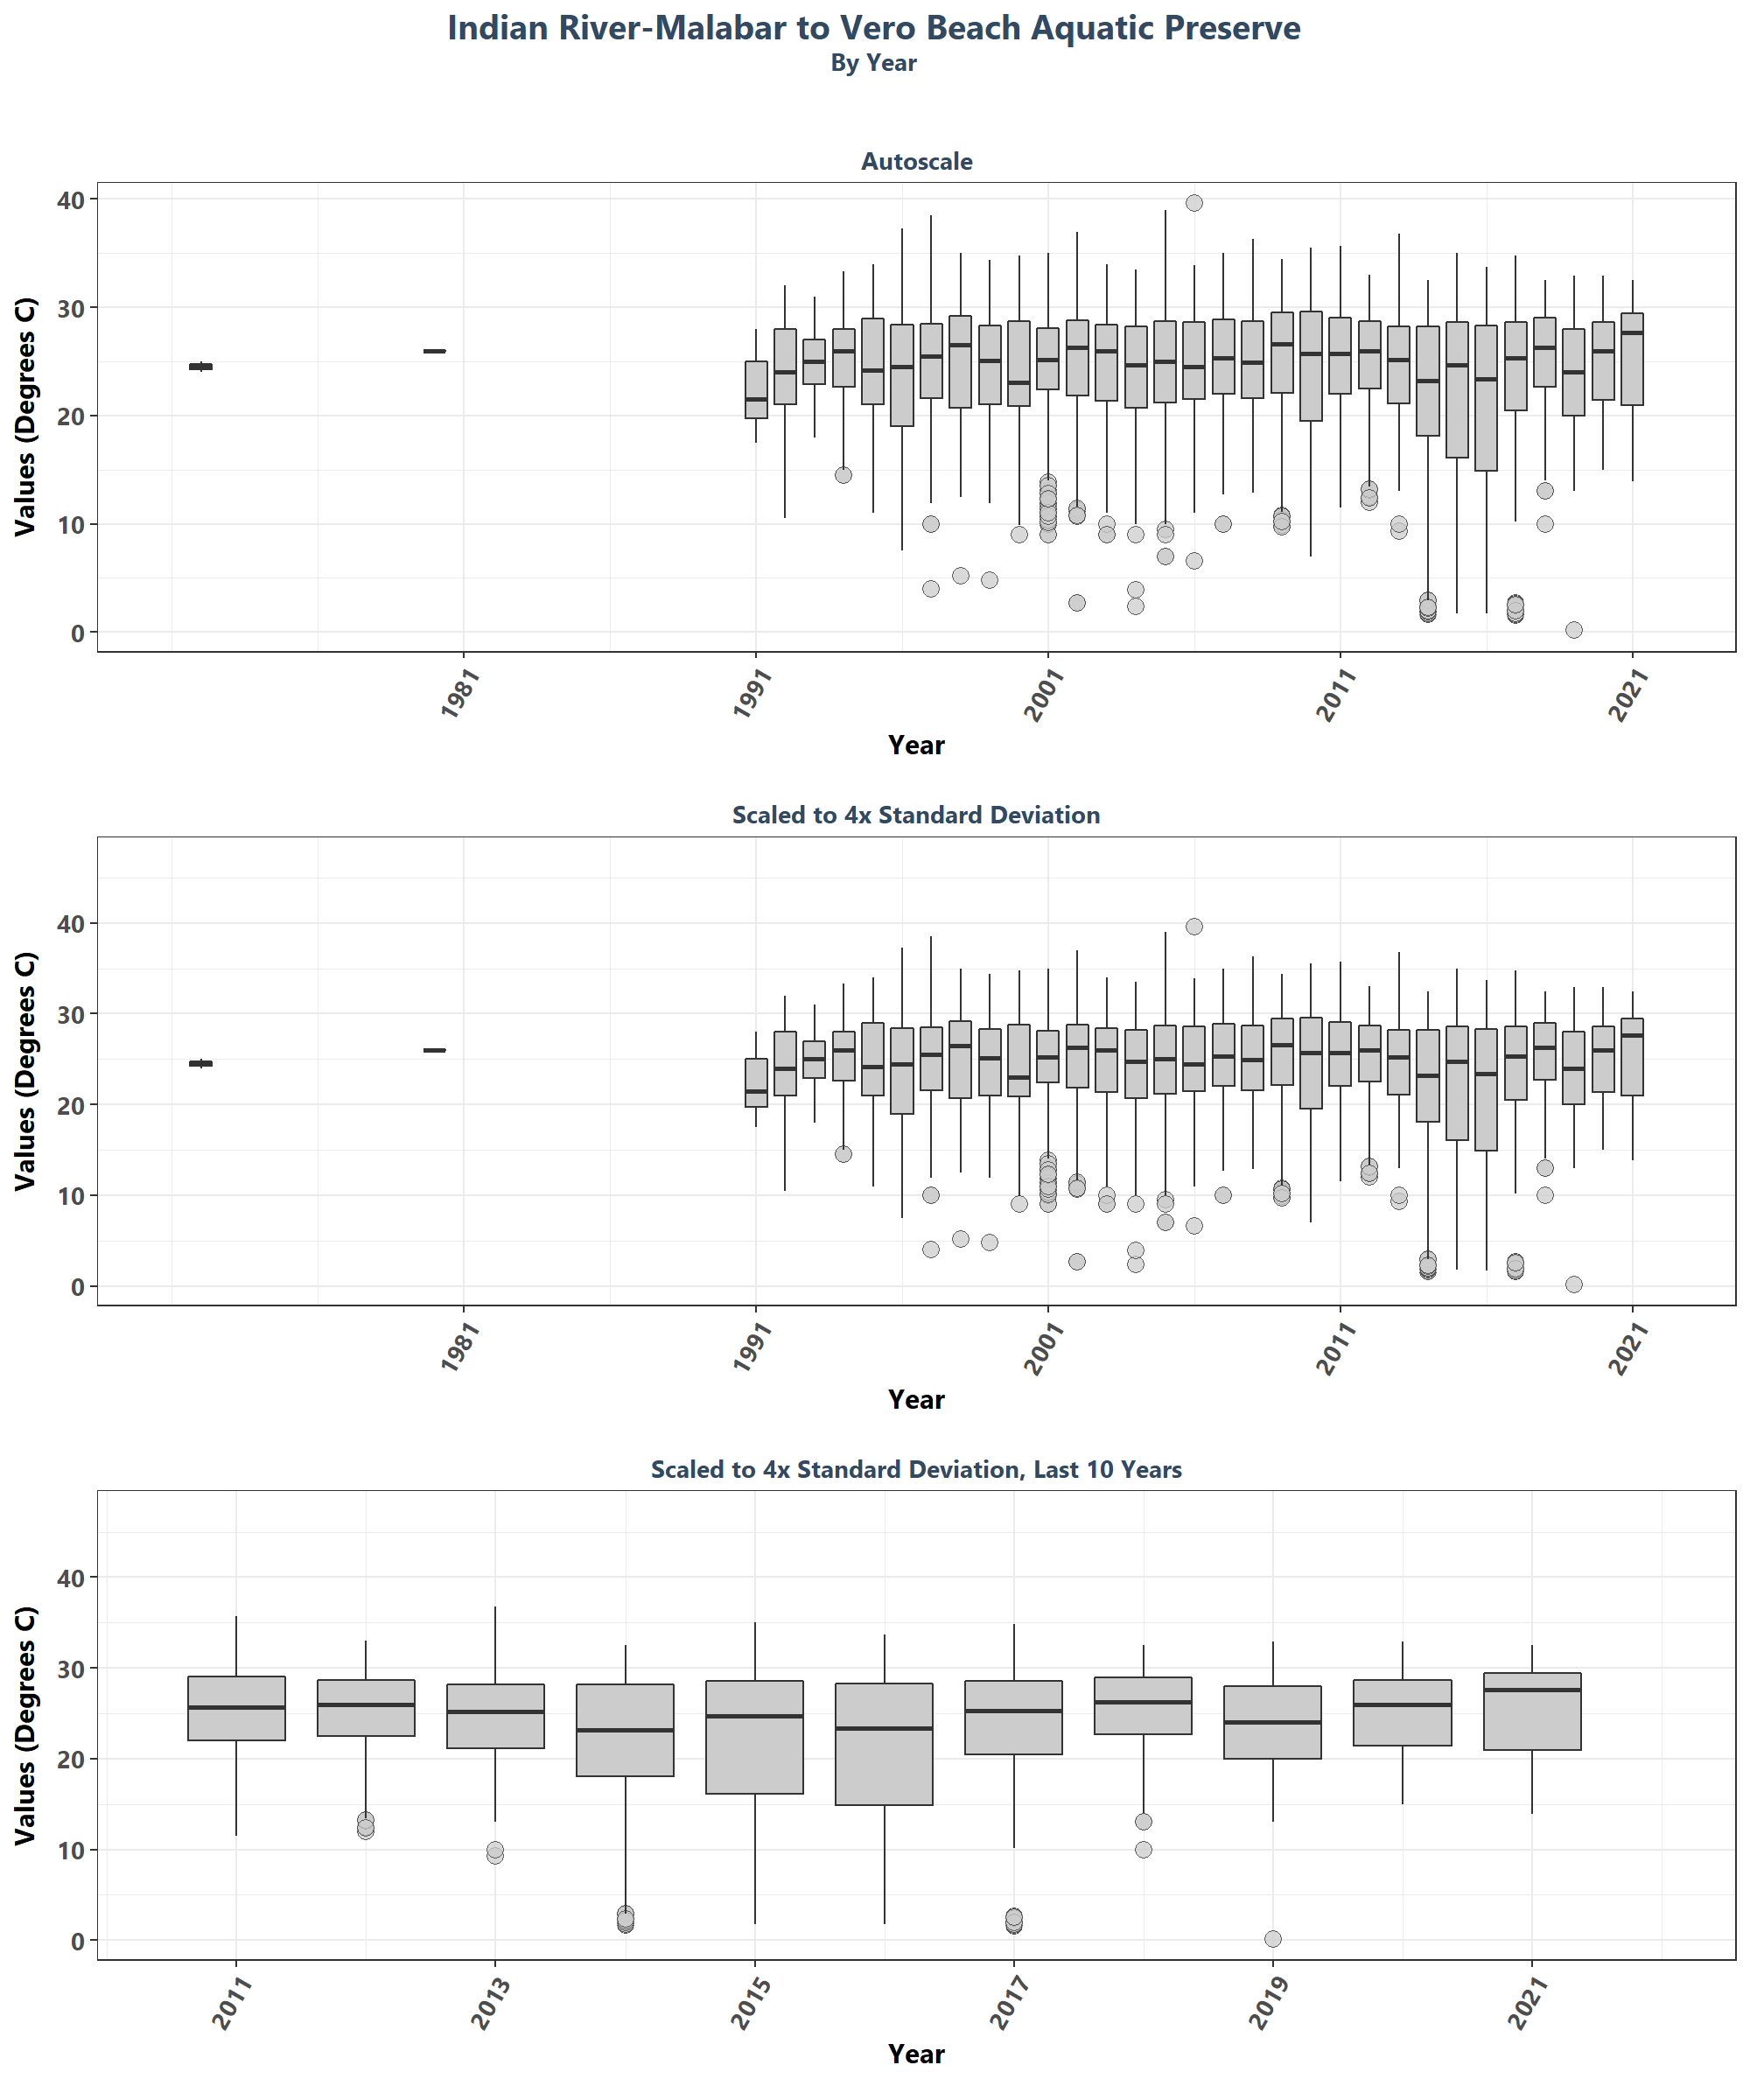 Indian River-Malabar to Vero Beach Aquatic Preserve
By Year
Autoscale
Values (Degrees C)
40
30
20
10
0
1981
1991
2001
2011
2021
Year
Scaled to 4x Standard Deviation
Values (Degrees C)
40
30
20
10
0
1981
1991
2001
2011
2021
Year
Scaled to 4x Standard Deviation, Last 10 Years
Values (Degrees C)
40
30
20
10
0
2011
2013
2015
2017
2019
2021
Year